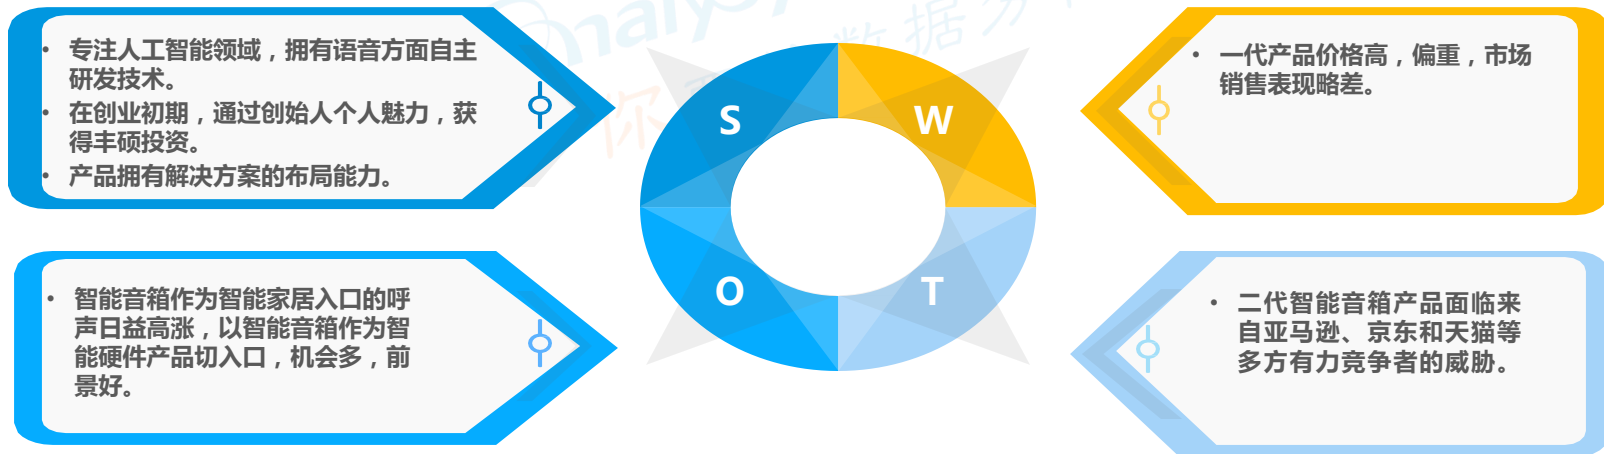 • 专注人工智能领域，拥有语音方面自主
研发技术。
• 在创业初期，通过创始人个人魅力，获
得丰硕投资。
• 产品拥有解决方案的布局能力。
S
W
• 一代产品价格高，偏重，市场
销售表现略差。
• 智能音箱作为智能家居入口的呼
声日益高涨，以智能音箱作为智
能硬件产品切入口，机会多，前
景好。
O
T
• 二代智能音箱产品面临来
自亚马逊、京东和天猫等
多方有力竞争者的威胁。
数据
你